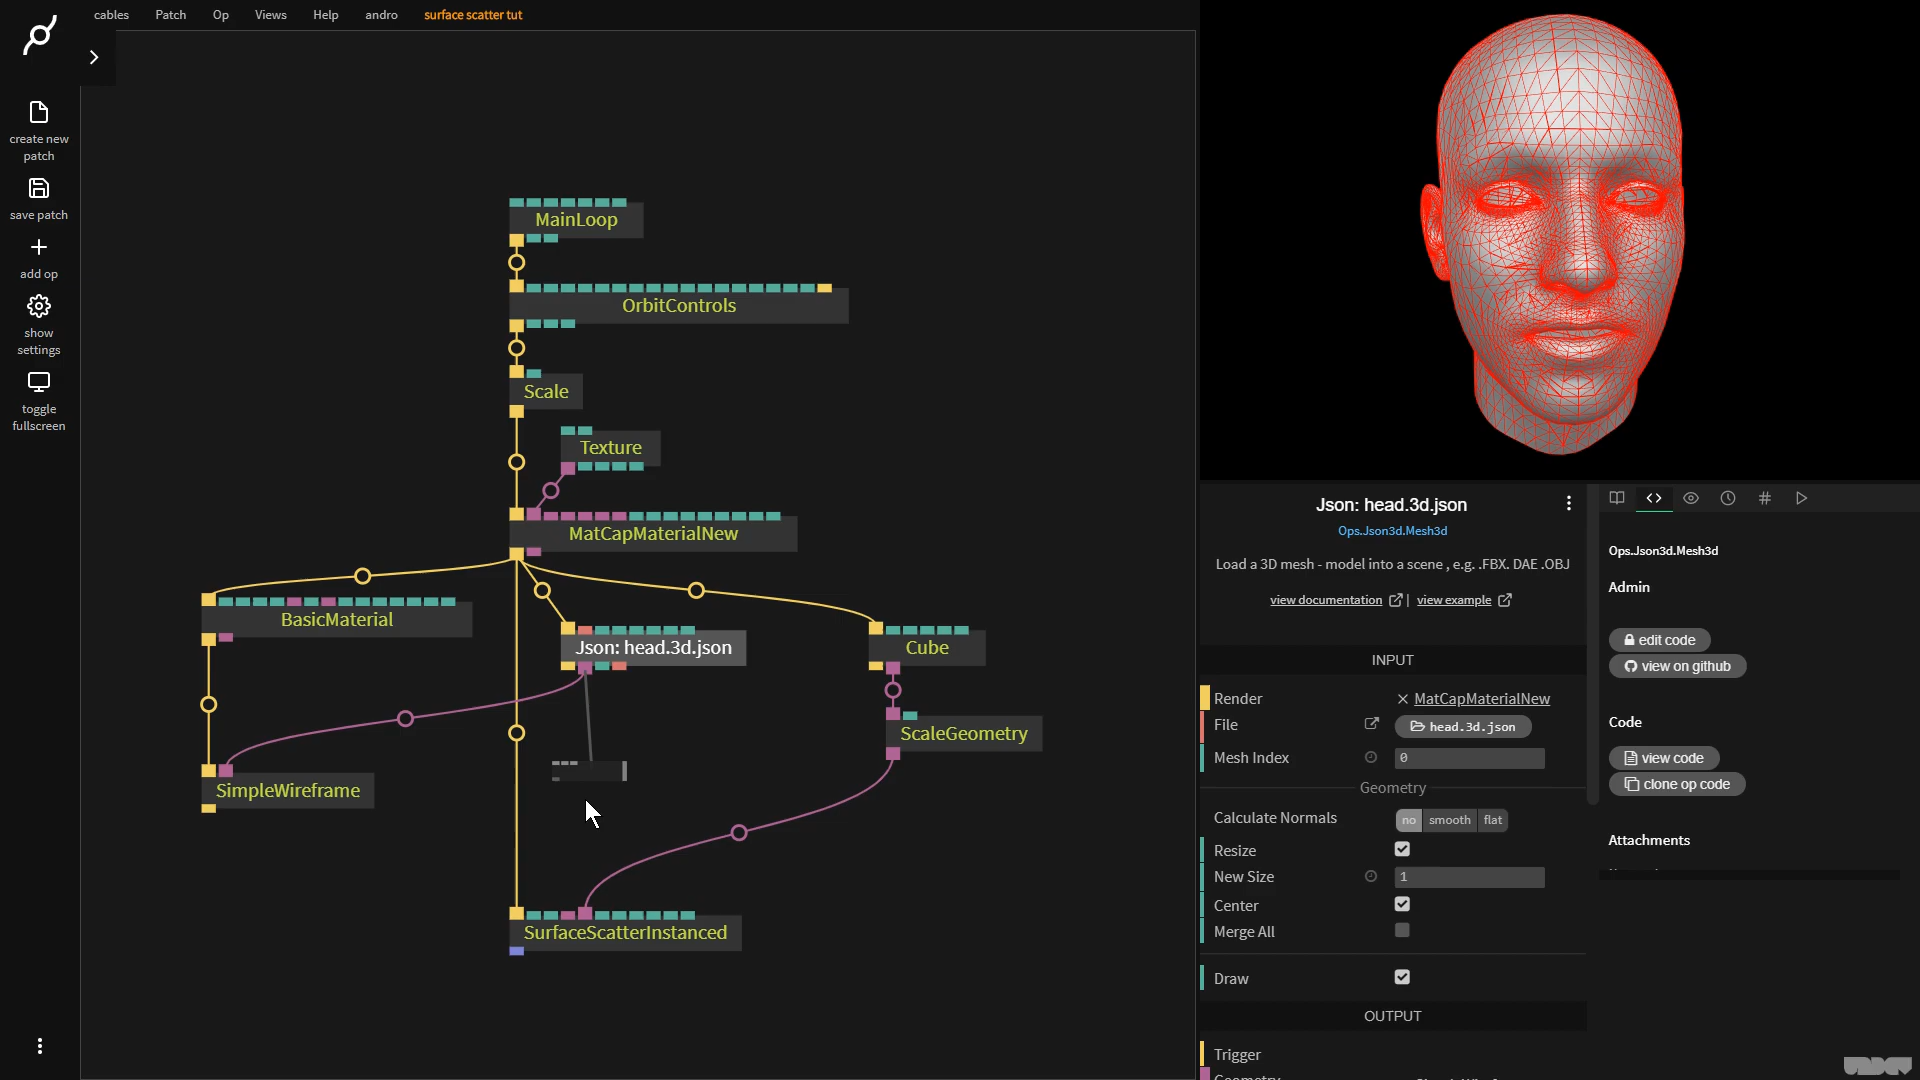 cables Patch Op Views Help andro surface scatter tut
create new
patch
save patch
add op
show
settings
toggle
fullscreen
MainLoop
OrbitControls
Scale
Texture
MatCapMaterialNew
BasicMaterial
Json: head.3d.json
Cube
ScaleGeometry
SimpleWireframe
SurfaceScatterInstanced
Json: head.3d.json
Ops.Json3d.Mesh3d
Load a 3D mesh - model into a scene , e.g. .FBX. DAE .OBJ
view documentation | view example
INPUT
Render MatCapMaterialNew
File head.3d.json
Mesh Index 0
Geometry
Calculate Normals no smooth flat
Resize
New Size 1
Center
Merge All
Draw
OUTPUT
Trigger
Geometry
Ops.Json3d.Mesh3d
Admin
edit code
view on github
Code
view code
clone op code
Attachments